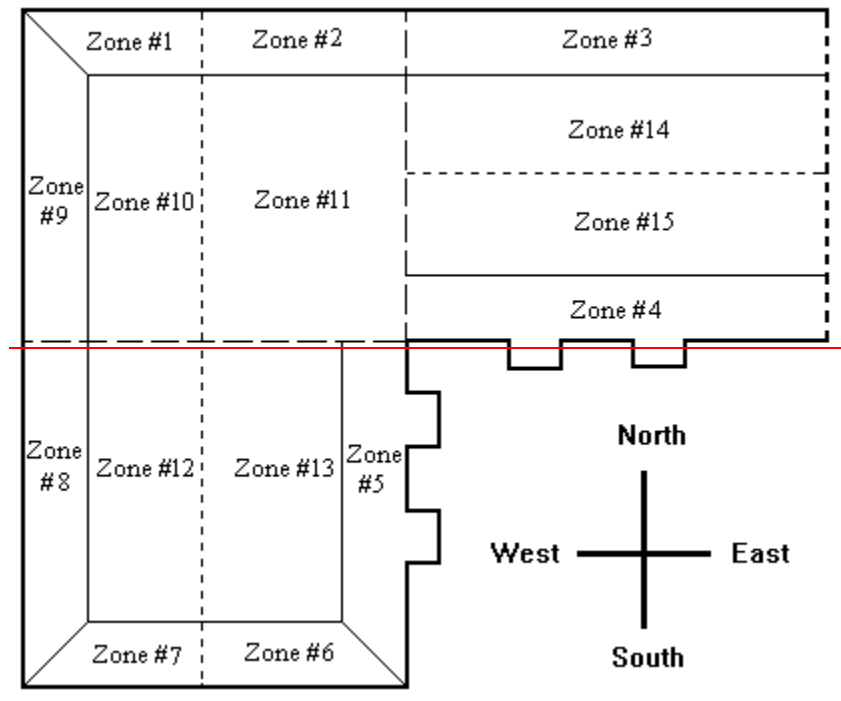 Zone #1
Zone #2
Zone #3
Zone #14
Zone
#9
Zone #10
Zone #11
Zone #15
Zone #4
North
Zone
#8
Zone #12
Zone #13
Zone
#5
West
East
Zone #7
Zone #6
South